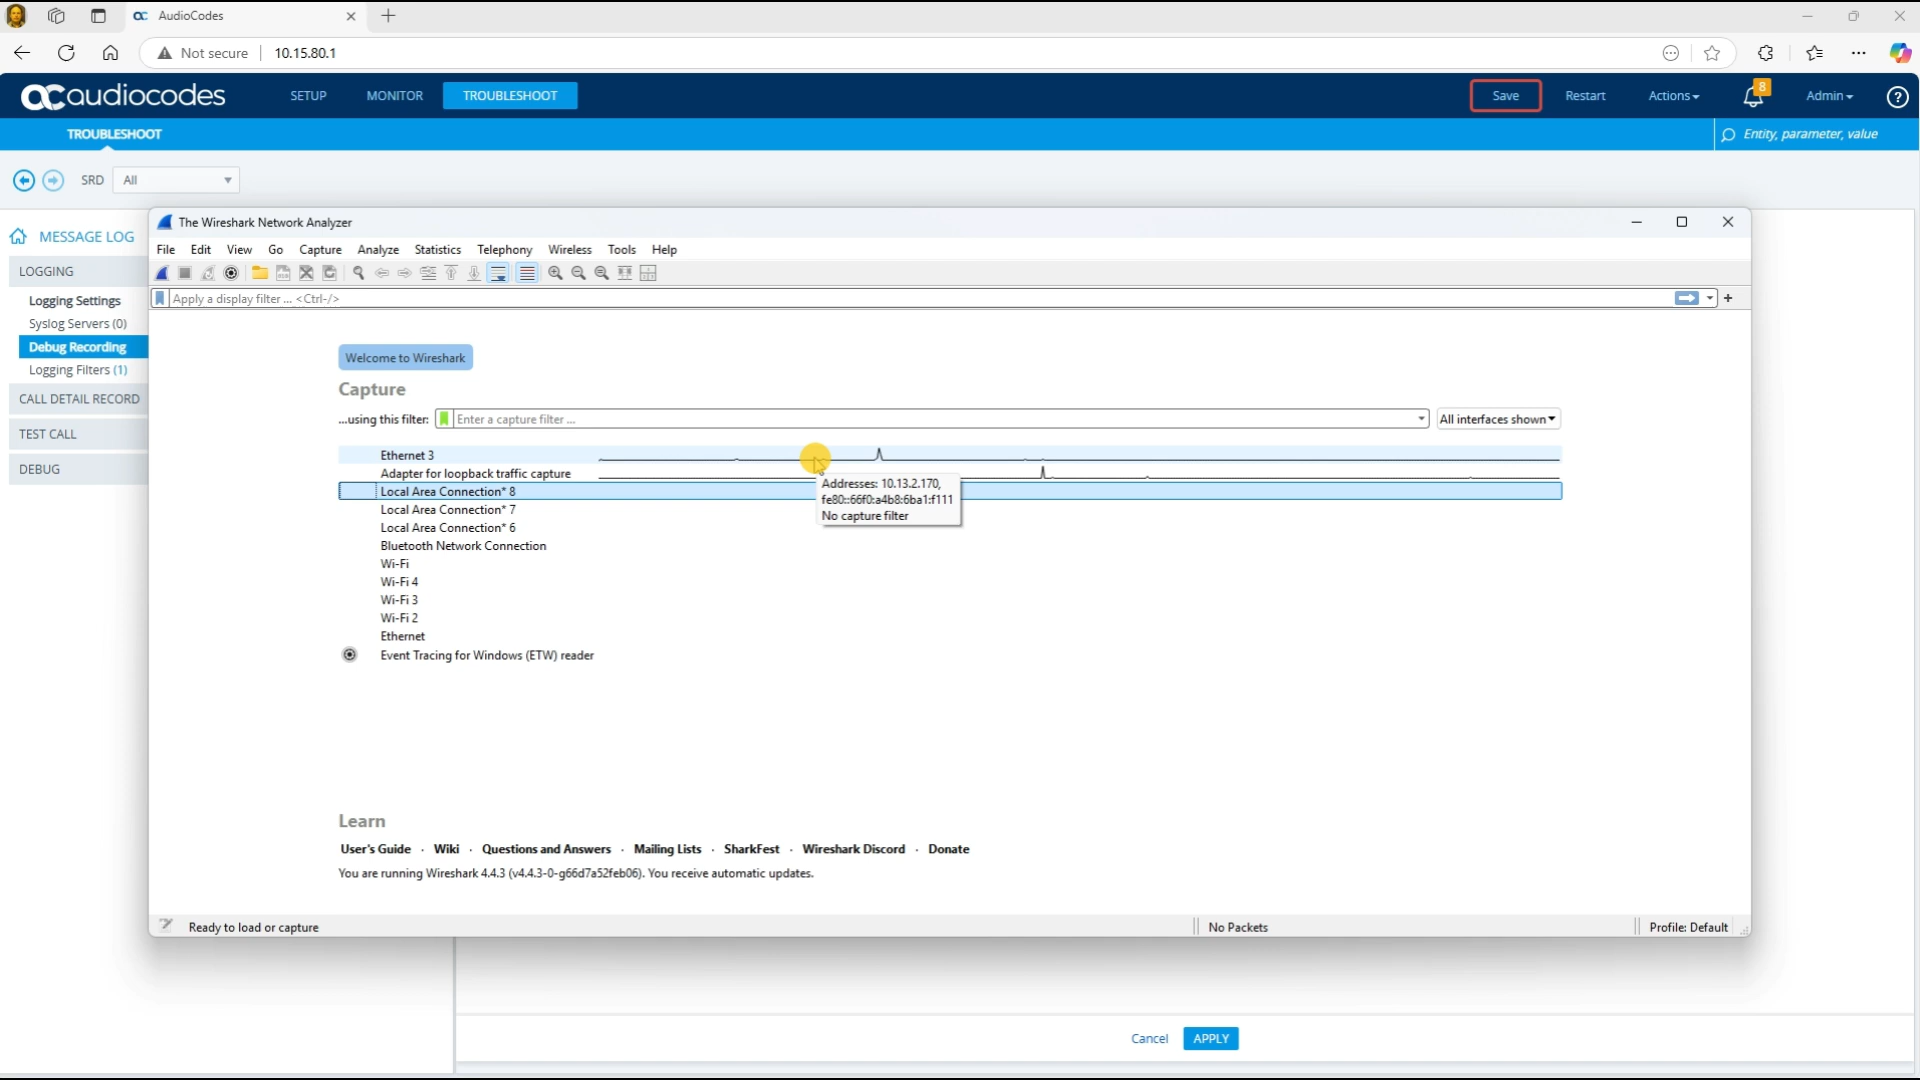 AudioCodes
Not secure
10.15.80.1
audiocodes
SETUP
MONITOR
TROUBLESHOOT
Save
Restart
Actions
8
Admin
?
TROUBLESHOOT
Entity, parameter, value
SRD
All
MESSAGE LOG
LOGGING
Logging Settings
Syslog Servers (0)
Debug Recording
Logging Filters (1)
CALL DETAIL RECORD
TEST CALL
DEBUG
The Wireshark Network Analyzer
File Edit View Go Capture Analyze Statistics Telephony Wireless Tools Help
Apply a display filter ... <Ctrl-/>
Welcome to Wireshark
Capture
...using this filter:
Enter a capture filter ...
All interfaces shown
Ethernet 3
Adapter for loopback traffic capture
Local Area Connection* 8
Local Area Connection* 7
Local Area Connection* 6
Bluetooth Network Connection
Wi-Fi
Wi-Fi 4
Wi-Fi 3
Wi-Fi 2
Ethernet
Event Tracing for Windows (ETW) reader
Addresses: 10.13.2.170,
fe80::66f0:a4b8:6ba1:f111
No capture filter
Learn
User's Guide · Wiki · Questions and Answers · Mailing Lists · SharkFest · Wireshark Discord · Donate
You are running Wireshark 4.4.3 (v4.4.3-0-g66d7a52feb06). You receive automatic updates.
Ready to load or capture
No Packets
Profile: Default
Cancel
APPLY